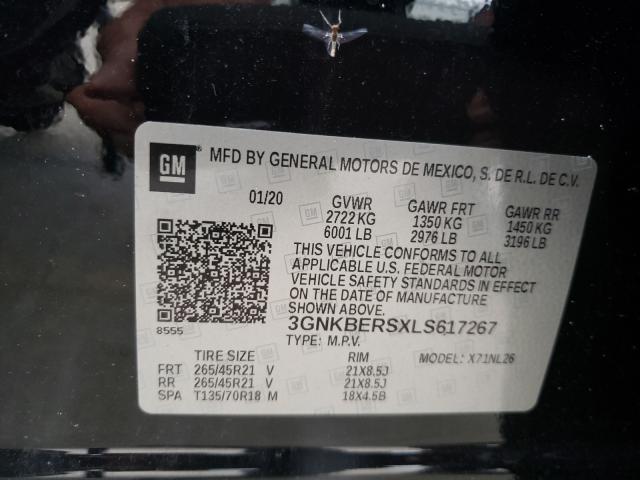 GM MFD BY GENERAL MOTORS DE MEXICO, S. DE R.L. DE C.V.
01/20 GVWR GAWR FRT GAWR RR
2722 KG 1350 KG 1450 KG
6001 LB 2976 LB 3196 LB
THIS VEHICLE CONFORMS TO ALL
APPLICABLE U.S. FEDERAL MOTOR
VEHICLE SAFETY STANDARDS IN EFFECT
ON THE DATE OF MANUFACTURE
SHOWN ABOVE.
8555 3GNKBERSXLS617267
TYPE: M.P.V. MODEL: X71NL26
TIRE SIZE RIM
FRT 265/45R21 V 21X8.5J
RR 265/45R21 V 21X8.5J
SPA T135/70R18 M 18X4.5B